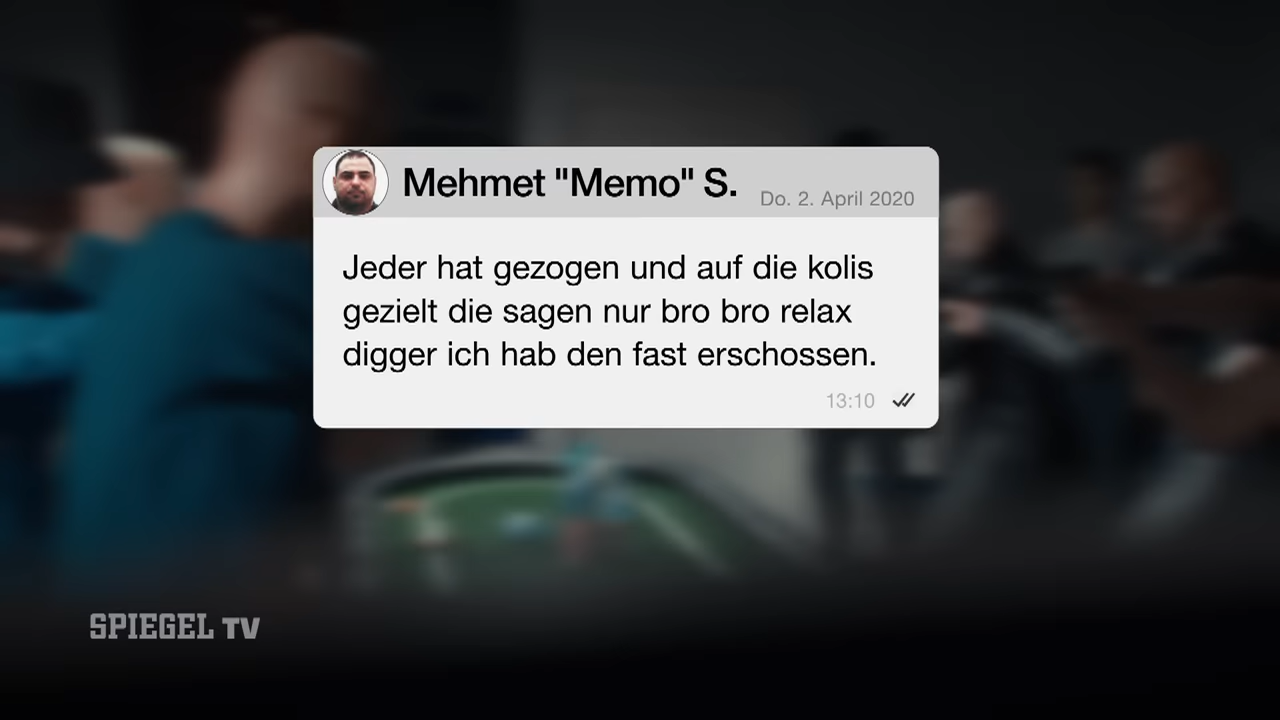 Mehmet "Memo" S.
Do. 2. April 2020
Jeder hat gezogen und auf die kolis
gezielt die sagen nur bro bro relax
digger ich hab den fast erschossen.
13:10
SPIEGEL TV